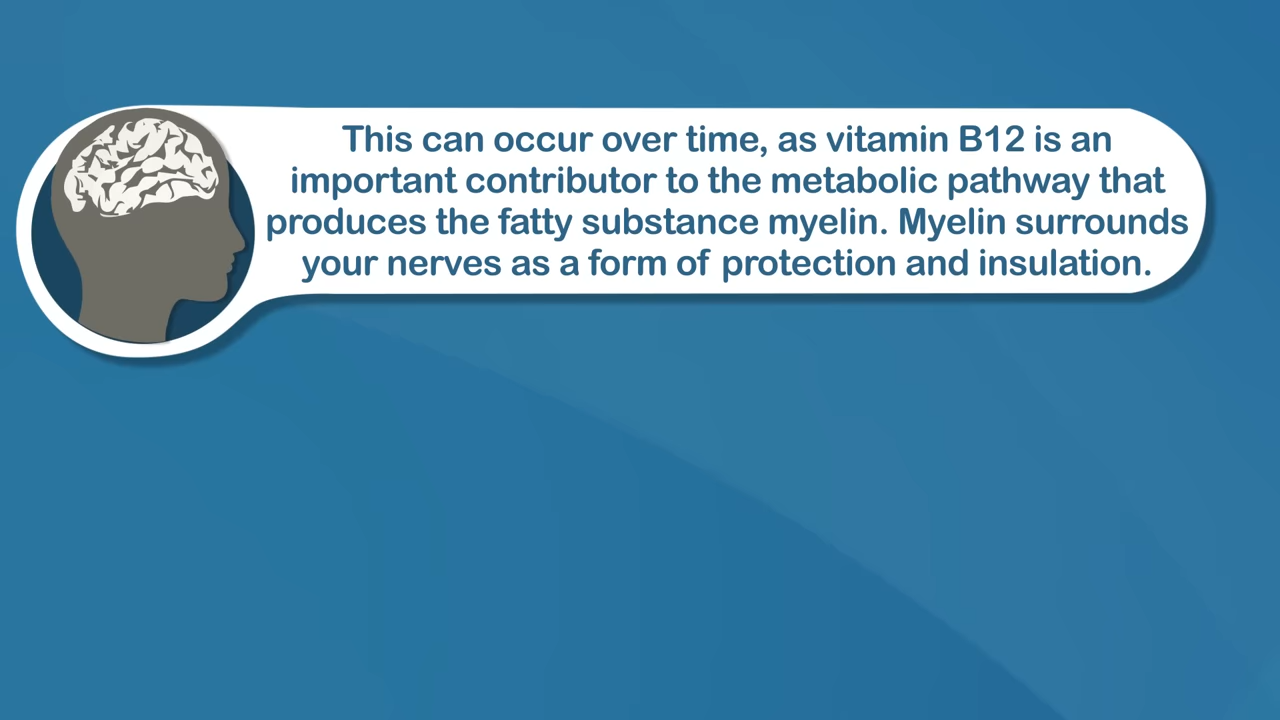 This can occur over time, as vitamin B12 is an
important contributor to the metabolic pathway that
produces the fatty substance myelin. Myelin surrounds
your nerves as a form of protection and insulation.